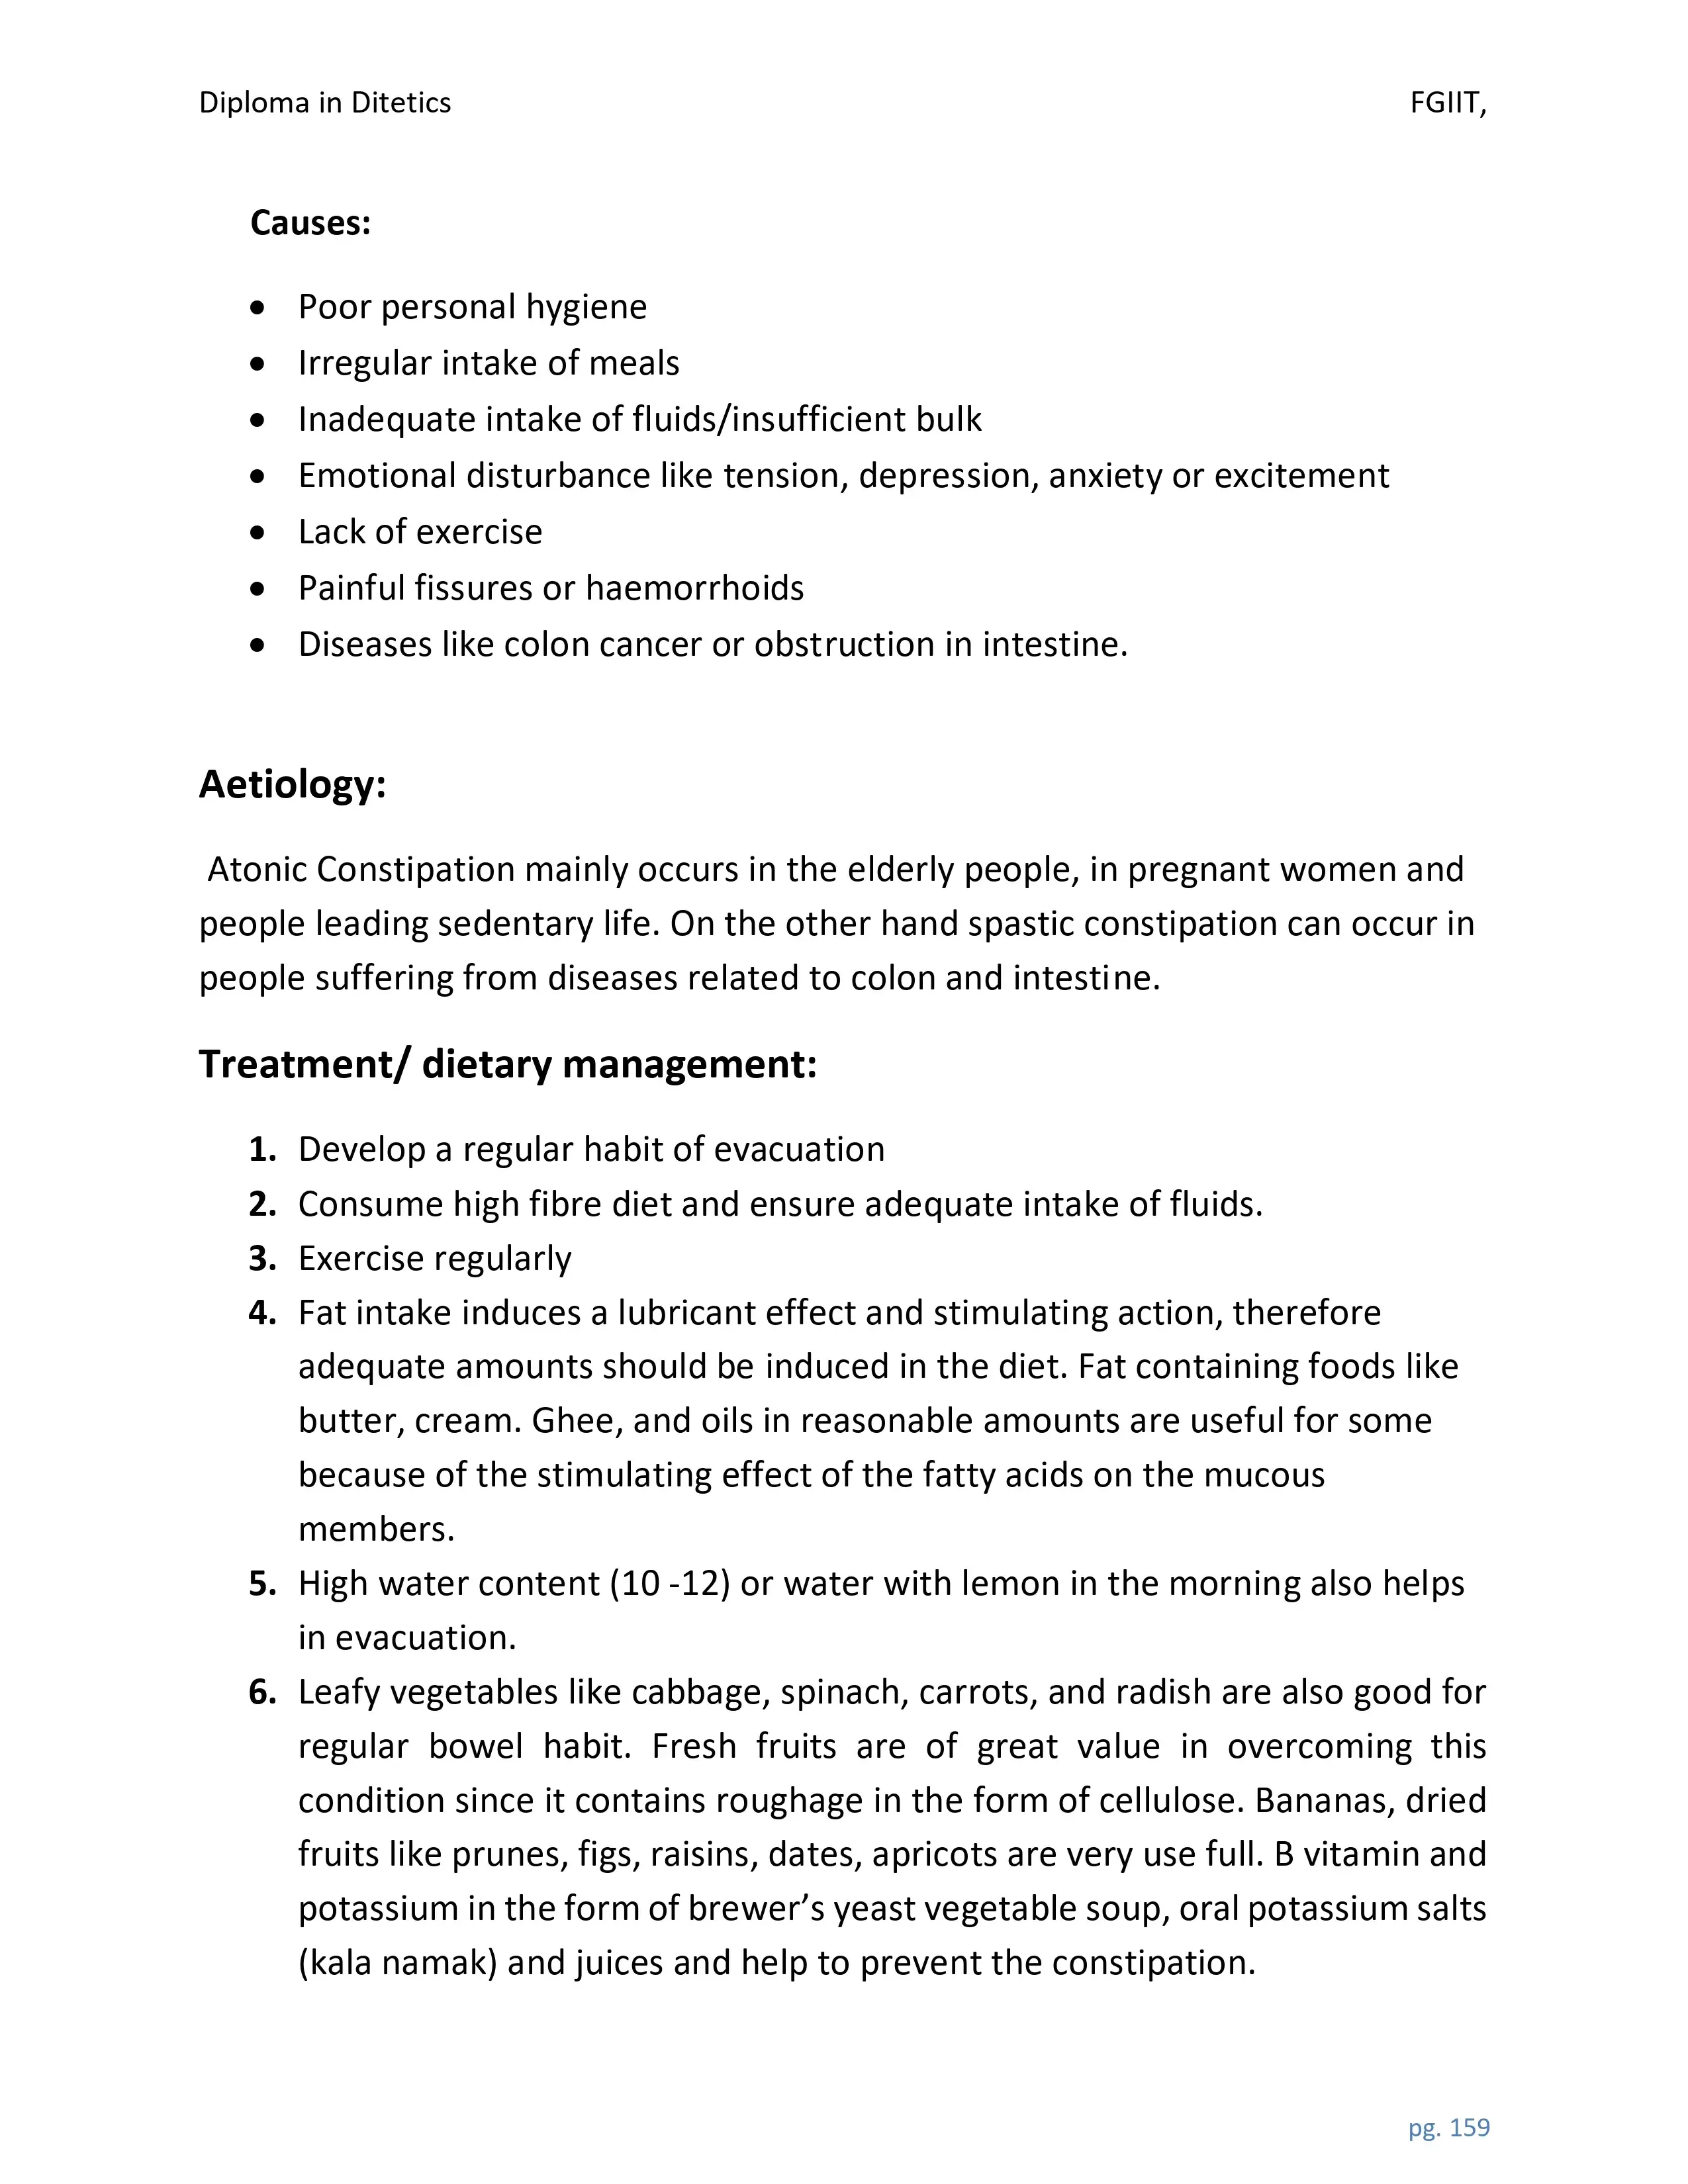 Diploma in Ditetics FGIIT,
Causes:
• Poor personal hygiene
• Irregular intake of meals
• Inadequate intake of fluids/insufficient bulk
• Emotional disturbance like tension, depression, anxiety or excitement
• Lack of exercise
• Painful fissures or haemorrhoids
• Diseases like colon cancer or obstruction in intestine.
Aetiology:
Atonic Constipation mainly occurs in the elderly people, in pregnant women and
people leading sedentary life. On the other hand spastic constipation can occur in
people suffering from diseases related to colon and intestine.
Treatment/ dietary management:
1. Develop a regular habit of evacuation
2. Consume high fibre diet and ensure adequate intake of fluids.
3. Exercise regularly
4. Fat intake induces a lubricant effect and stimulating action, therefore
adequate amounts should be induced in the diet. Fat containing foods like
butter, cream. Ghee, and oils in reasonable amounts are useful for some
because of the stimulating effect of the fatty acids on the mucous
members.
5. High water content (10 -12) or water with lemon in the morning also helps
in evacuation.
6. Leafy vegetables like cabbage, spinach, carrots, and radish are also good for
regular bowel habit. Fresh fruits are of great value in overcoming this
condition since it contains roughage in the form of cellulose. Bananas, dried
fruits like prunes, figs, raisins, dates, apricots are very use full. B vitamin and
potassium in the form of brewer’s yeast vegetable soup, oral potassium salts
(kala namak) and juices and help to prevent the constipation.
pg. 159